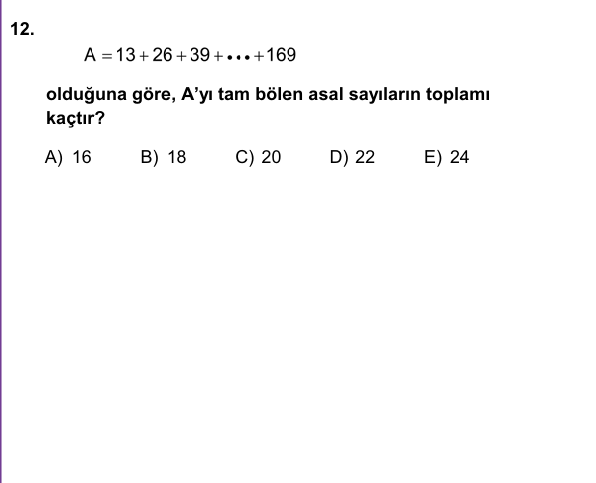 12.
A = 13 + 26 + 39 + ••• + 169
olduğuna göre, A'yı tam bölen asal sayıların toplamı
kaçtır?
A) 16 B) 18 C) 20 D) 22 E) 24